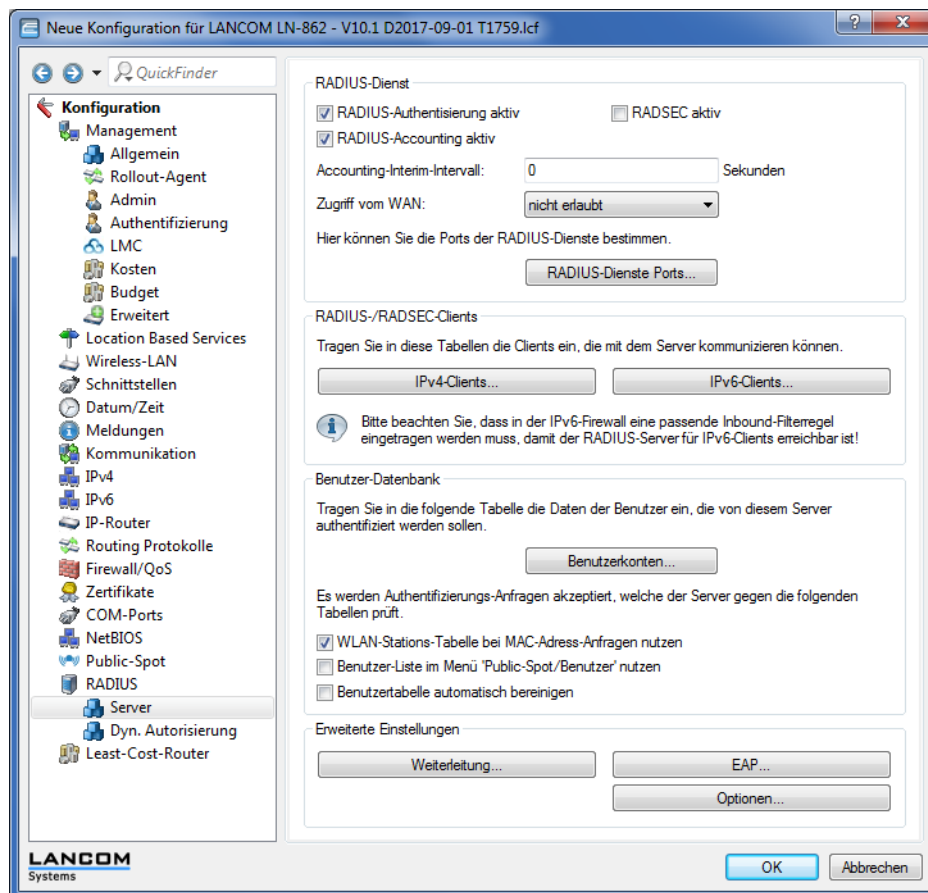 Neue Konfiguration für LANCOM LN-862 - V10.1 D2017-09-01 T1759.lcf
QuickFinder
Konfiguration
Management
Allgemein
Rollout-Agent
Admin
Authentifizierung
LMC
Kosten
Budget
Erweitert
Location Based Services
Wireless-LAN
Schnittstellen
Datum/Zeit
Meldungen
Kommunikation
IPv4
IPv6
IP-Router
Routing Protokolle
Firewall/QoS
Zertifikate
COM-Ports
NetBIOS
Public-Spot
RADIUS
Server
Dyn. Autorisierung
Least-Cost-Router
RADIUS-Dienst
RADIUS-Authentisierung aktiv RADSEC aktiv
RADIUS-Accounting aktiv
Accounting-Interim-Intervall: 0 Sekunden
Zugriff vom WAN: nicht erlaubt
Hier können Sie die Ports der RADIUS-Dienste bestimmen.
RADIUS-Dienste Ports...
RADIUS-/RADSEC-Clients
Tragen Sie in diese Tabellen die Clients ein, die mit dem Server kommunizieren können.
IPv4-Clients... IPv6-Clients...
Bitte beachten Sie, dass in der IPv6-Firewall eine passende Inbound-Filterregel
eingetragen werden muss, damit der RADIUS-Server für IPv6-Clients erreichbar ist!
Benutzer-Datenbank
Tragen Sie in die folgende Tabelle die Daten der Benutzer ein, die von diesem Server
authentifiziert werden sollen.
Benutzerkonten...
Es werden Authentifizierungs-Anfragen akzeptiert, welche der Server gegen die folgenden
Tabellen prüft.
WLAN-Stations-Tabelle bei MAC-Adress-Anfragen nutzen
Benutzer-Liste im Menü 'Public-Spot/Benutzer' nutzen
Benutzertabelle automatisch bereinigen
Erweiterte Einstellungen
Weiterleitung... EAP...
Optionen...
LANCOM
Systems
OK Abbrechen